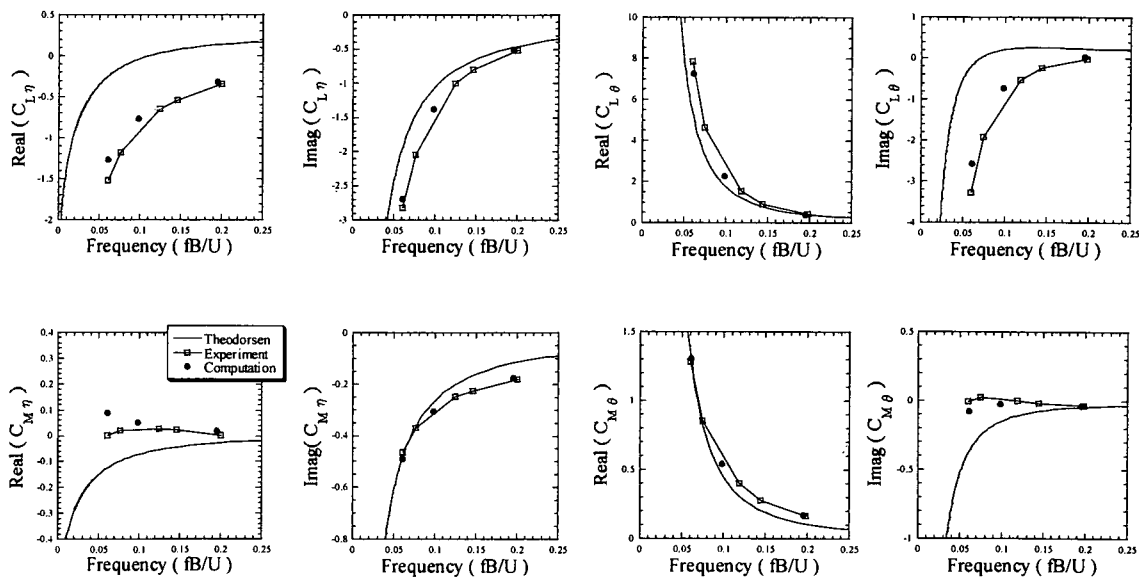 0.5
0
-0.5
-1
-1.5
-2
Real ( C L η )
0 0.05 0.1 0.15 0.2 0.25
Frequency ( fB/U )
0
-0.5
-1
-1.5
-2
-2.5
-3
Imag ( C L η )
0 0.05 0.1 0.15 0.2 0.25
Frequency ( fB/U )
10
8
6
4
2
0
Real ( C L θ )
0 0.05 0.1 0.15 0.2 0.25
Frequency ( fB/U )
1
0
-1
-2
-3
-4
Imag ( C L θ )
0 0.05 0.1 0.15 0.2 0.25
Frequency ( fB/U )
0.4
0.3
0.2
0.1
0
-0.1
-0.2
-0.3
-0.4
Real ( C M η )
Theodorsen
Experiment
Computation
0 0.05 0.1 0.15 0.2 0.25
Frequency ( fB/U )
0
-0.2
-0.4
-0.6
-0.8
Imag( C M η )
0 0.05 0.1 0.15 0.2 0.25
Frequency ( fB/U )
1.5
1
0.5
0
Real ( C M θ )
0 0.05 0.1 0.15 0.2 0.25
Frequency ( fB/U )
0.5
0
-0.5
-1
Imag ( C M θ )
0 0.05 0.1 0.15 0.2 0.25
Frequency ( fB/U )